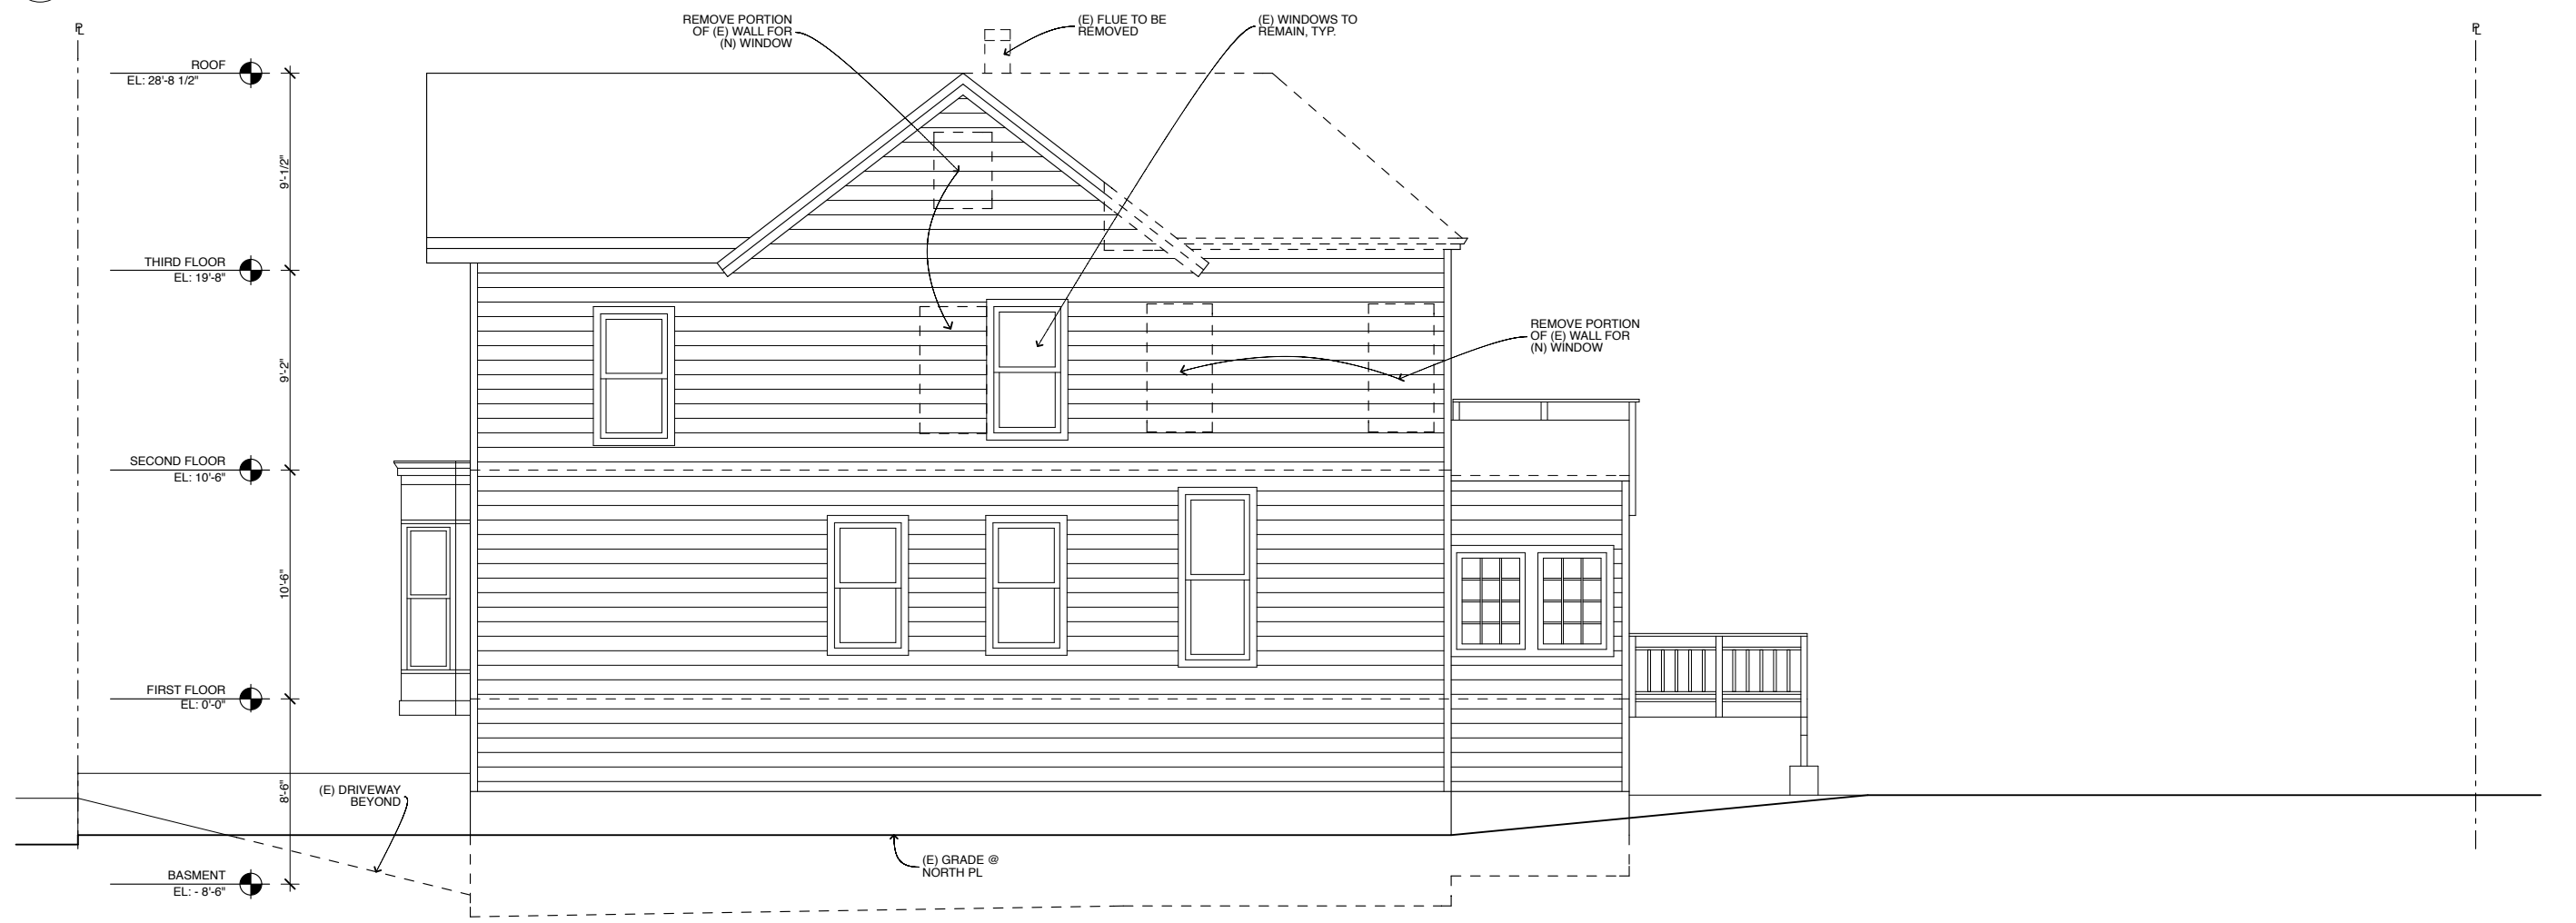 REMOVE PORTION
OF (E) WALL FOR
(N) WINDOW
(E) FLUE TO BE
REMOVED
(E) WINDOWS TO
REMAIN, TYP.
PL
PL
ROOF
EL: 28'-8 1/2"
9'-1/2"
THIRD FLOOR
EL: 19'-8"
REMOVE PORTION
OF (E) WALL FOR
(N) WINDOW
9'-2"
SECOND FLOOR
EL: 10'-6"
10'-6"
FIRST FLOOR
EL: 0'-0"
8'-6"
(E) DRIVEWAY
BEYOND
(E) GRADE @
NORTH PL
BASMENT
EL: - 8'-6"